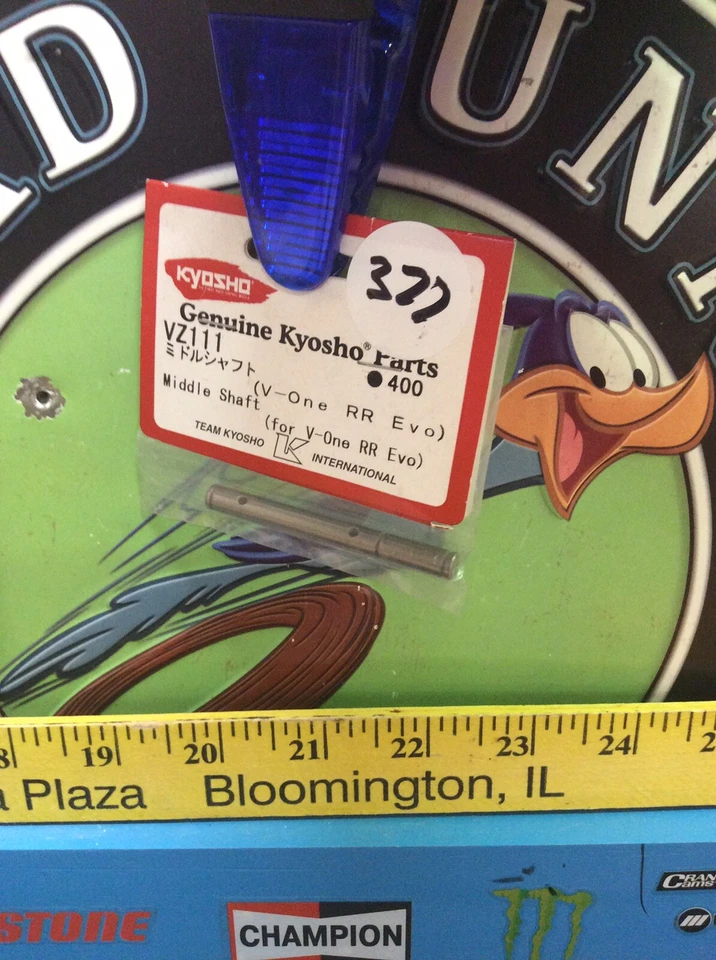 UN
KYOSHO
377
Genuine Kyosho® Parts
VZ111
●400
ミドルシャフト
(V-One RR Evo)
Middle Shaft
(for V-One RR Evo)
TEAM KYOSHO K INTERNATIONAL
19 20 21 22 23 24
a Plaza Bloomington, IL
STONE
CHAMPION
CRAN
Cams